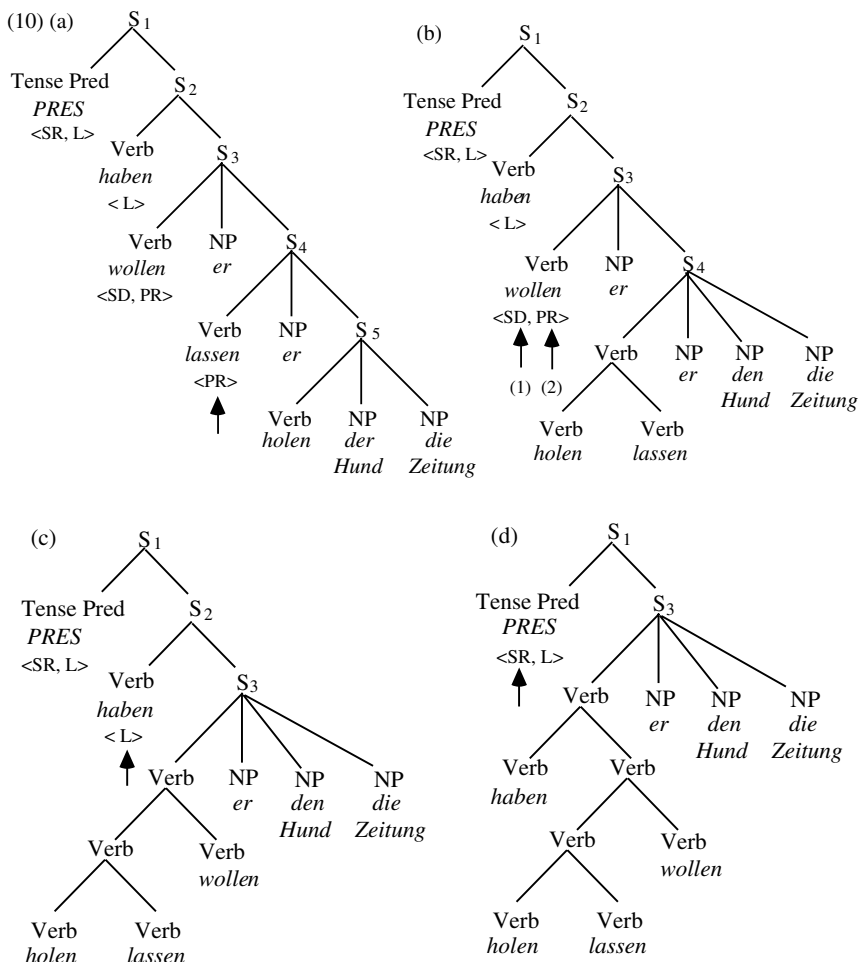 (10) (a)
S1
Tense Pred
PRES
<SR, L>
S2
Verb
haben
< L>
S3
Verb
wollen
<SD, PR>
NP
er
S4
Verb
lassen
<PR>
NP
er
S5
Verb
holen
NP
der
Hund
NP
die
Zeitung
(b)
S1
Tense Pred
PRES
<SR, L>
S2
Verb
haben
< L>
S3
Verb
wollen
<SD, PR>
(1) (2)
NP
er
S4
Verb
NP
er
NP
den
Hund
NP
die
Zeitung
Verb
holen
Verb
lassen
(c)
S1
Tense Pred
PRES
<SR, L>
S2
Verb
haben
< L>
S3
Verb
NP
er
NP
den
Hund
NP
die
Zeitung
Verb
Verb
wollen
Verb
holen
Verb
lassen
(d)
S1
Tense Pred
PRES
<SR, L>
S3
Verb
NP
er
NP
den
Hund
NP
die
Zeitung
Verb
haben
Verb
Verb
Verb
wollen
Verb
holen
Verb
lassen